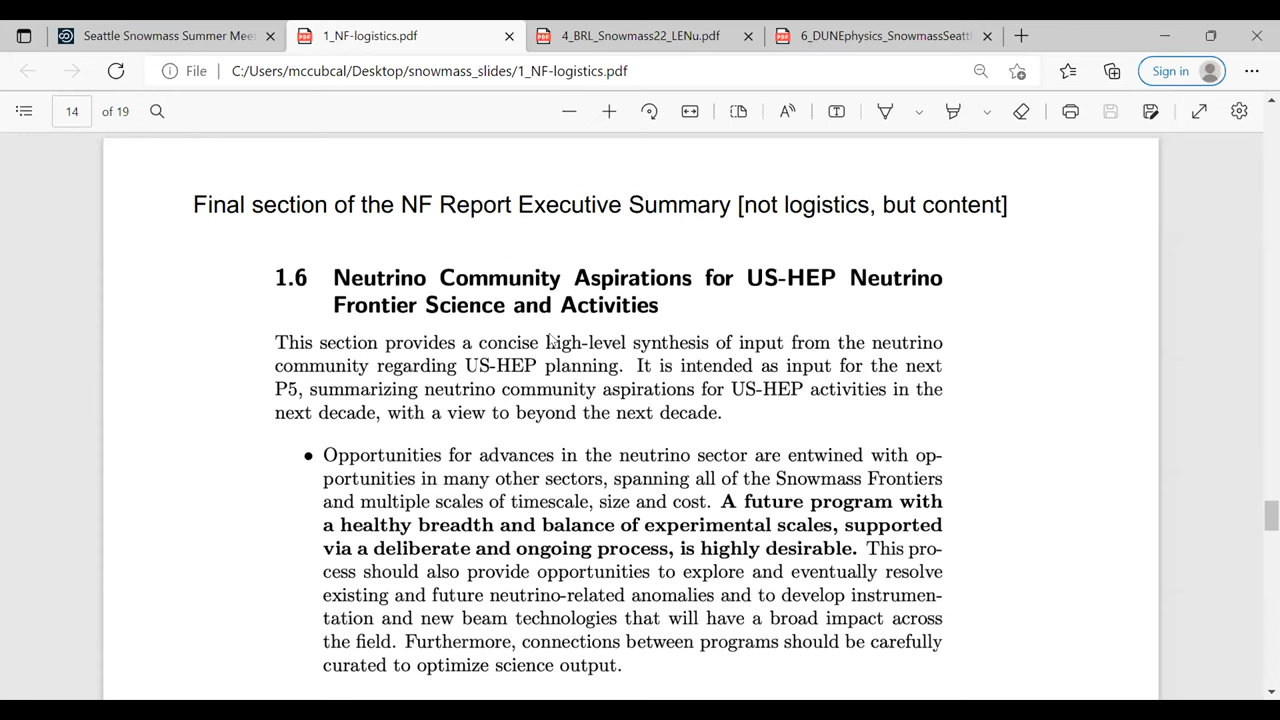 Seattle Snowmass Summer Mee
1_NF-logistics.pdf
4_BRL_Snowmass22_LENu.pdf
6_DUNEphysics_SnowmassSeattl
File
C:/Users/mccubcal/Desktop/snowmass_slides/1_NF-logistics.pdf
Sign in
14 of 19
Final section of the NF Report Executive Summary [not logistics, but content]
1.6 Neutrino Community Aspirations for US-HEP Neutrino
Frontier Science and Activities
This section provides a concise high-level synthesis of input from the neutrino
community regarding US-HEP planning. It is intended as input for the next
P5, summarizing neutrino community aspirations for US-HEP activities in the
next decade, with a view to beyond the next decade.
• Opportunities for advances in the neutrino sector are entwined with op-
portunities in many other sectors, spanning all of the Snowmass Frontiers
and multiple scales of timescale, size and cost. A future program with
a healthy breadth and balance of experimental scales, supported
via a deliberate and ongoing process, is highly desirable. This pro-
cess should also provide opportunities to explore and eventually resolve
existing and future neutrino-related anomalies and to develop instrumen-
tation and new beam technologies that will have a broad impact across
the field. Furthermore, connections between programs should be carefully
curated to optimize science output.